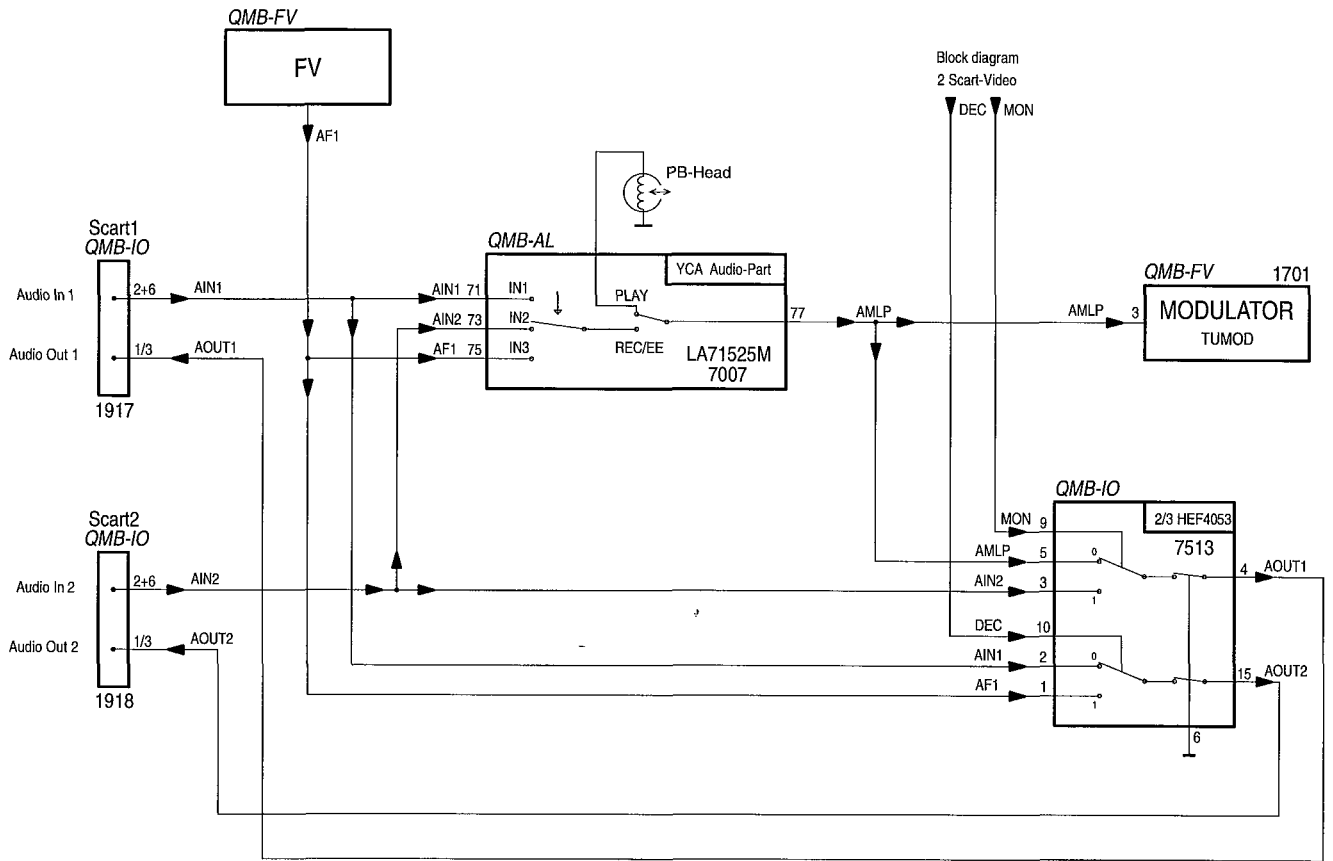 QMB-FV
FV
AF1
Block diagram
2 Scart-Video
DEC
MON
PB-Head
Scart1
QMB-IO
QMB-AL
YCA Audio-Part
QMB-FV
1701
Audio In 1
2+6
AIN1
AIN1
71
IN1
PLAY
77
AMLP
AMLP
3
MODULATOR
TUMOD
AIN2
73
IN2
Audio Out 1
1/3
AOUT1
AF1
75
IN3
REC/EE
LA71525M
7007
1917
QMB-IO
Scart2
QMB-IO
MON
9
2/3 HEF4053
7513
AMLP
5
0
4
AOUT1
Audio In 2
2+6
AIN2
AIN2
3
1
DEC
10
Audio Out 2
1/3
AOUT2
AIN1
2
0
15
AOUT2
AF1
1
1
1918
6